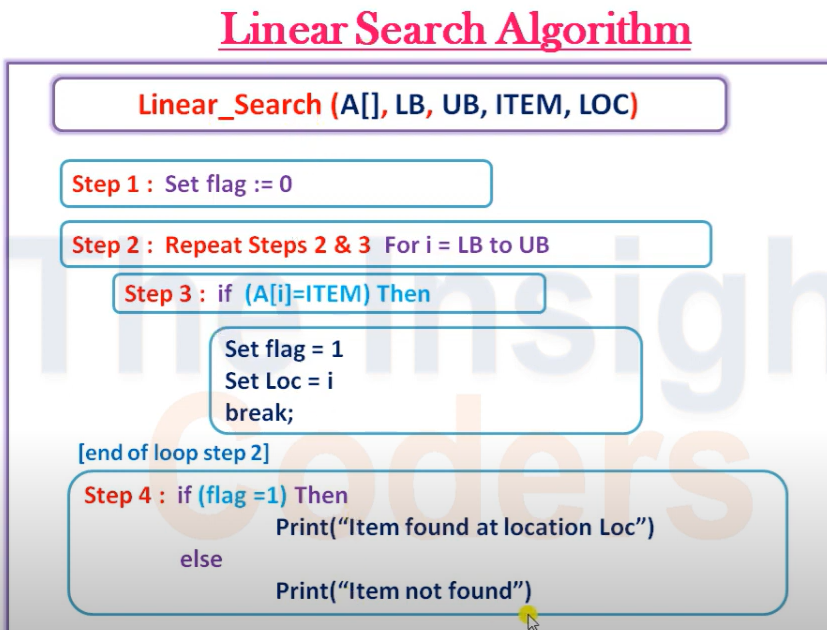 Linear Search Algorithm
Linear_Search (A[], LB, UB, ITEM, LOC)
Step 1 : Set flag := 0
Step 2 : Repeat Steps 2 & 3 For i = LB to UB
Step 3 : if (A[i]=ITEM) Then
Set flag = 1
Set Loc = i
break;
[end of loop step 2]
Step 4 : if (flag =1) Then
Print(“Item found at location Loc”)
else
Print(“Item not found”)
The Insigh
Coders